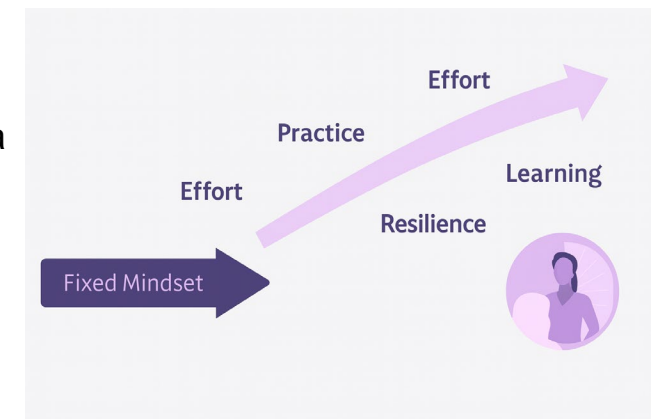 Effort
Practice
Effort
Learning
Resilience
Fixed Mindset